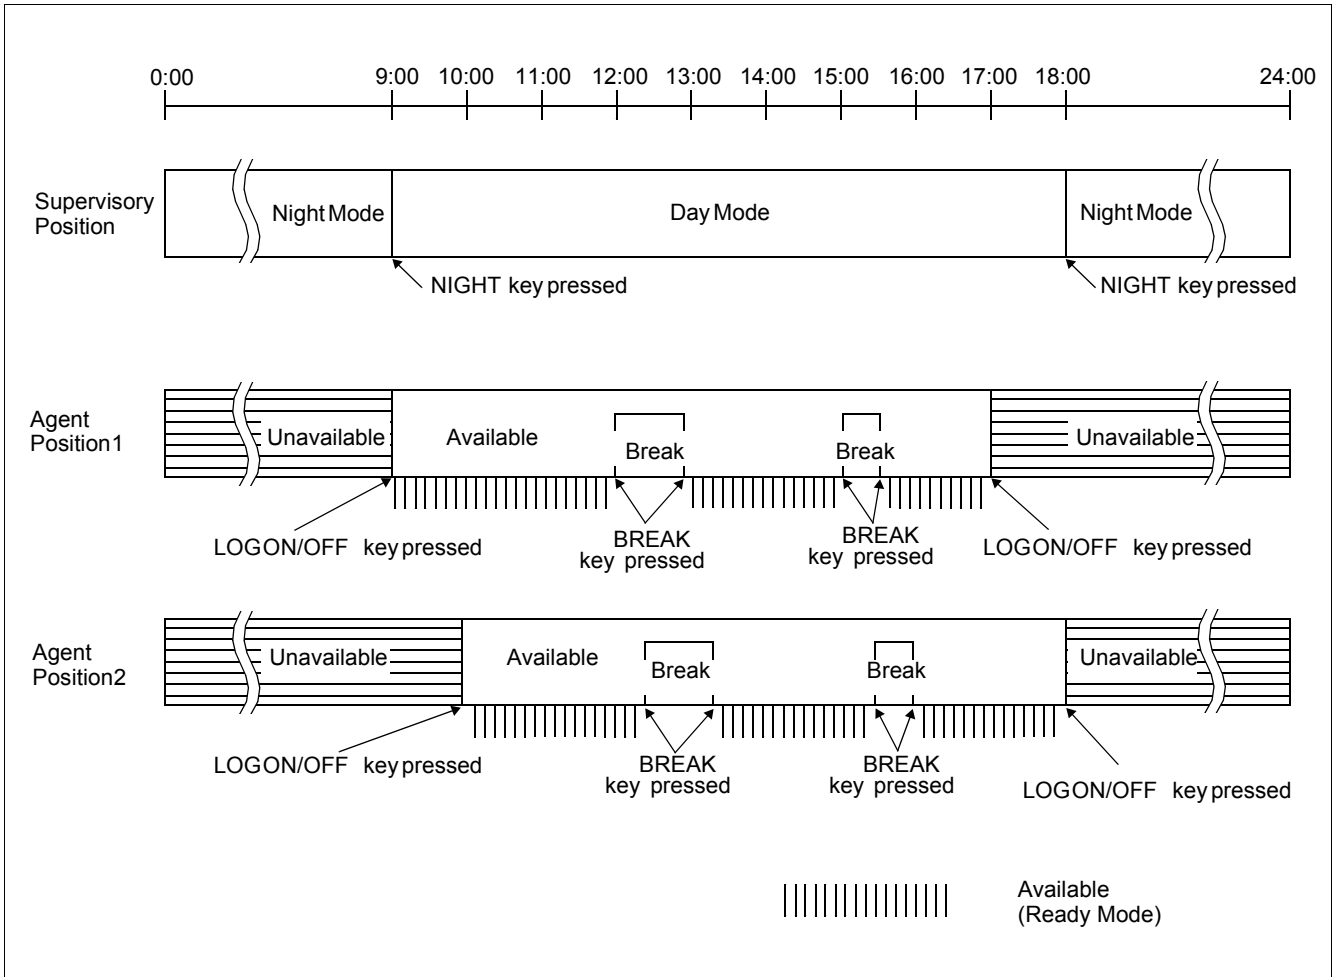 0:00 9:00 10:00 11:00 12:00 13:00 14:00 15:00 16:00 17:00 18:00 24:00
Supervisory
Position
Night Mode
Day Mode
Night Mode
NIGHT key pressed
NIGHT key pressed
Agent
Position1
Unavailable
Available
Break
Break
Unavailable
LOGON/OFF key pressed
BREAK
key pressed
BREAK
key pressed
LOGON/OFF key pressed
Agent
Position2
Unavailable
Available
Break
Break
Unavailable
LOGON/OFF key pressed
BREAK
key pressed
BREAK
key pressed
LOGON/OFF key pressed
Available
(Ready Mode)